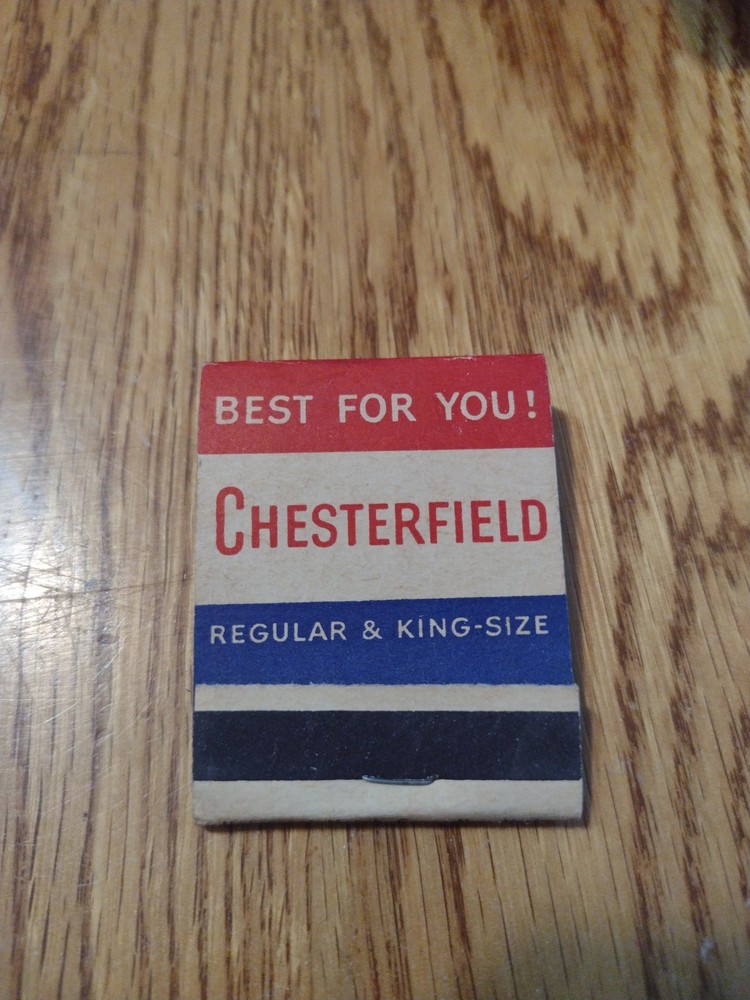 BEST FOR YOU!
CHESTERFIELD
REGULAR & KING-SIZE